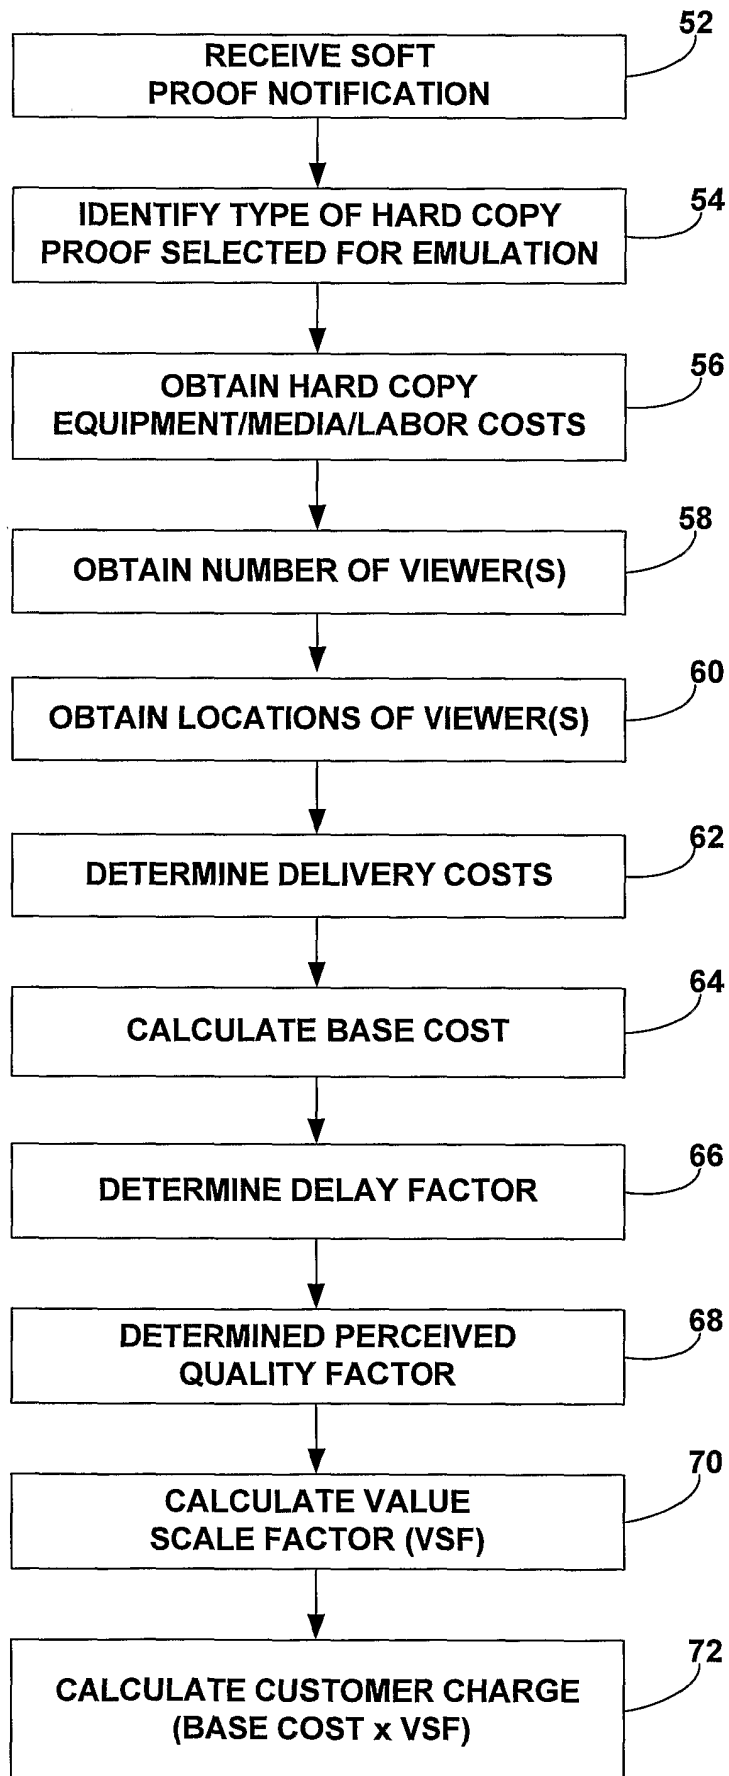 52
RECEIVE SOFT
PROOF NOTIFICATION
54
IDENTIFY TYPE OF HARD COPY
PROOF SELECTED FOR EMULATION
56
OBTAIN HARD COPY
EQUIPMENT/MEDIA/LABOR COSTS
58
OBTAIN NUMBER OF VIEWER(S)
60
OBTAIN LOCATIONS OF VIEWER(S)
62
DETERMINE DELIVERY COSTS
64
CALCULATE BASE COST
66
DETERMINE DELAY FACTOR
68
DETERMINED PERCEIVED
QUALITY FACTOR
70
CALCULATE VALUE
SCALE FACTOR (VSF)
72
CALCULATE CUSTOMER CHARGE
(BASE COST x VSF)